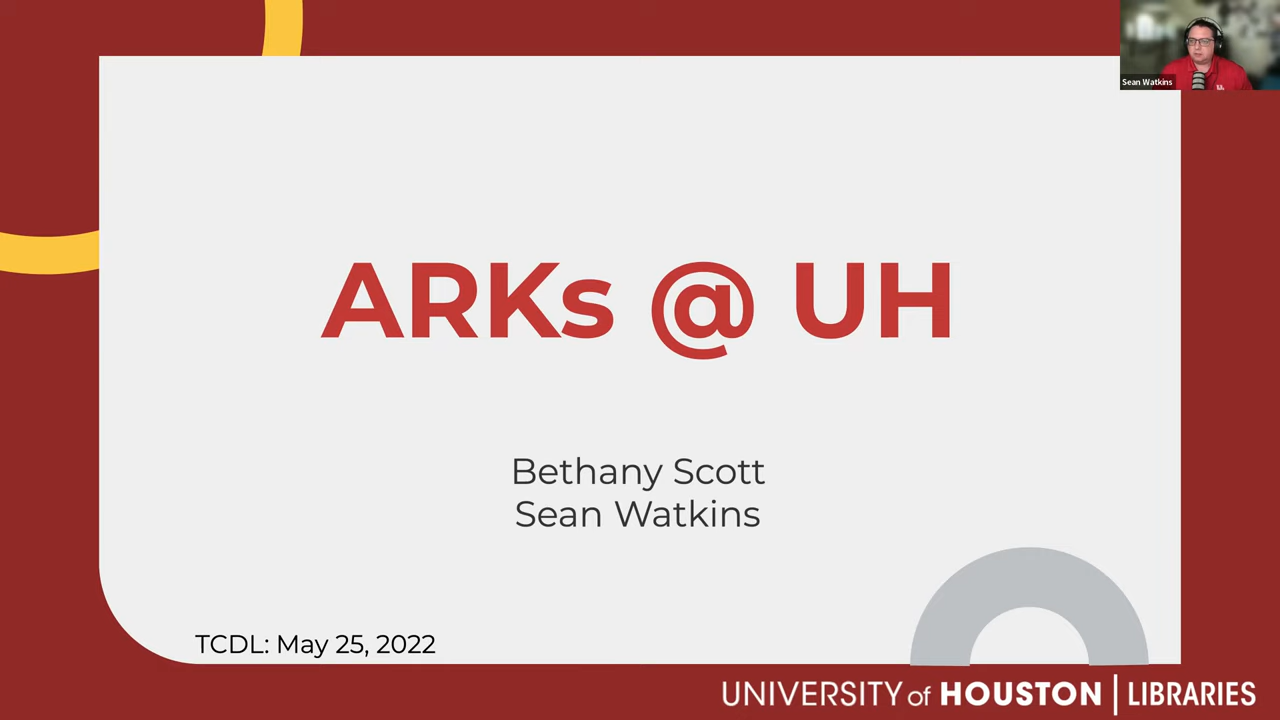 Sean Watkins
ARKs @ UH
Bethany Scott
Sean Watkins
TCDL: May 25, 2022
UNIVERSITY of HOUSTON | LIBRARIES